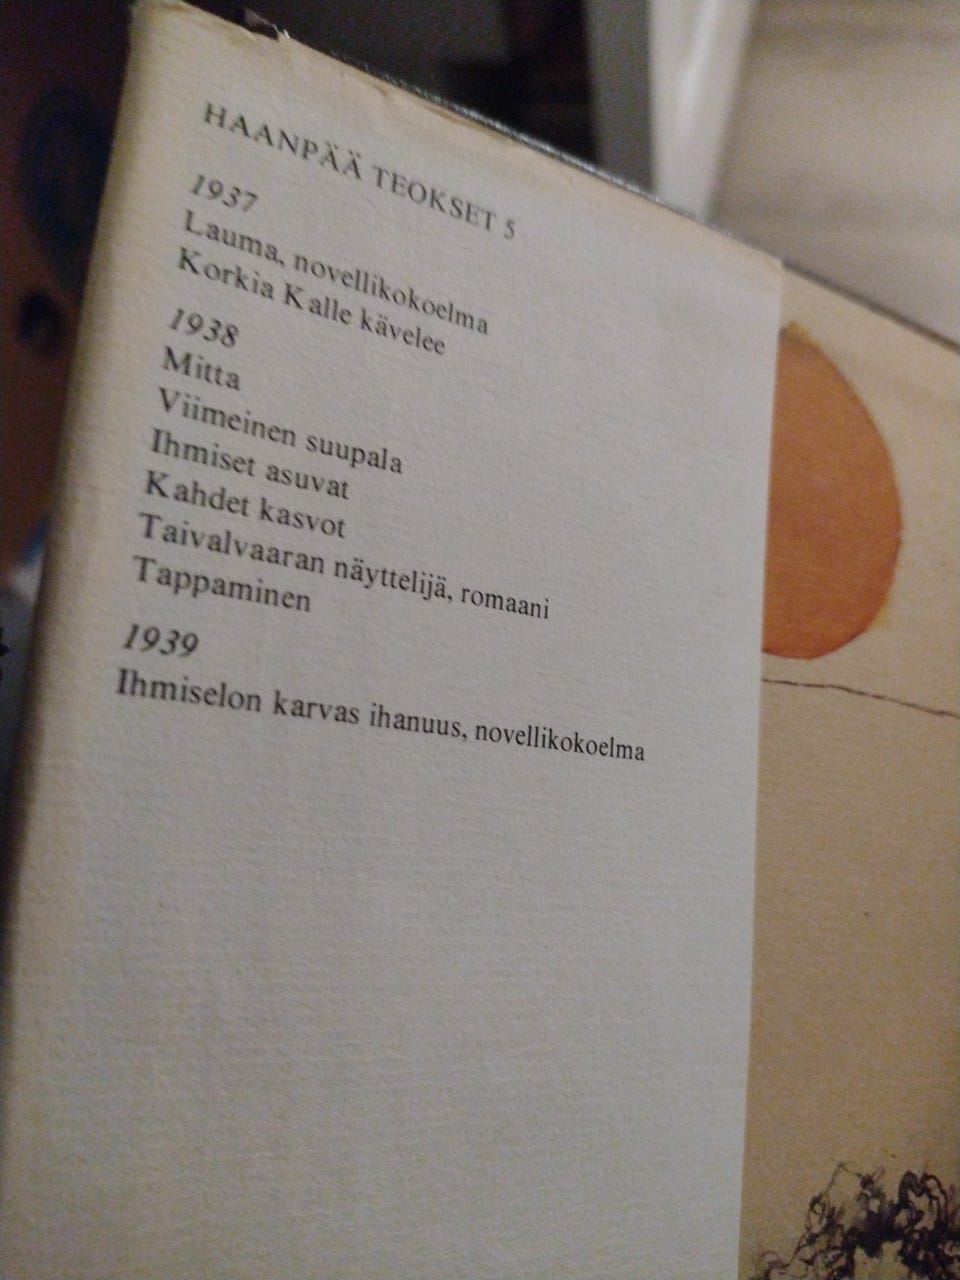 HAANPÄÄ TEOKSET 5
1937
Lauma, novellikokoelma
Korkia Kalle kävelee
1938
Mitta
Viimeinen suupala
Ihmiset asuvat
Kahdet kasvot
Taivalvaaran näyttelijä, romaani
Tappaminen
1939
Ihmiselon karvas ihanuus, novellikokoelma